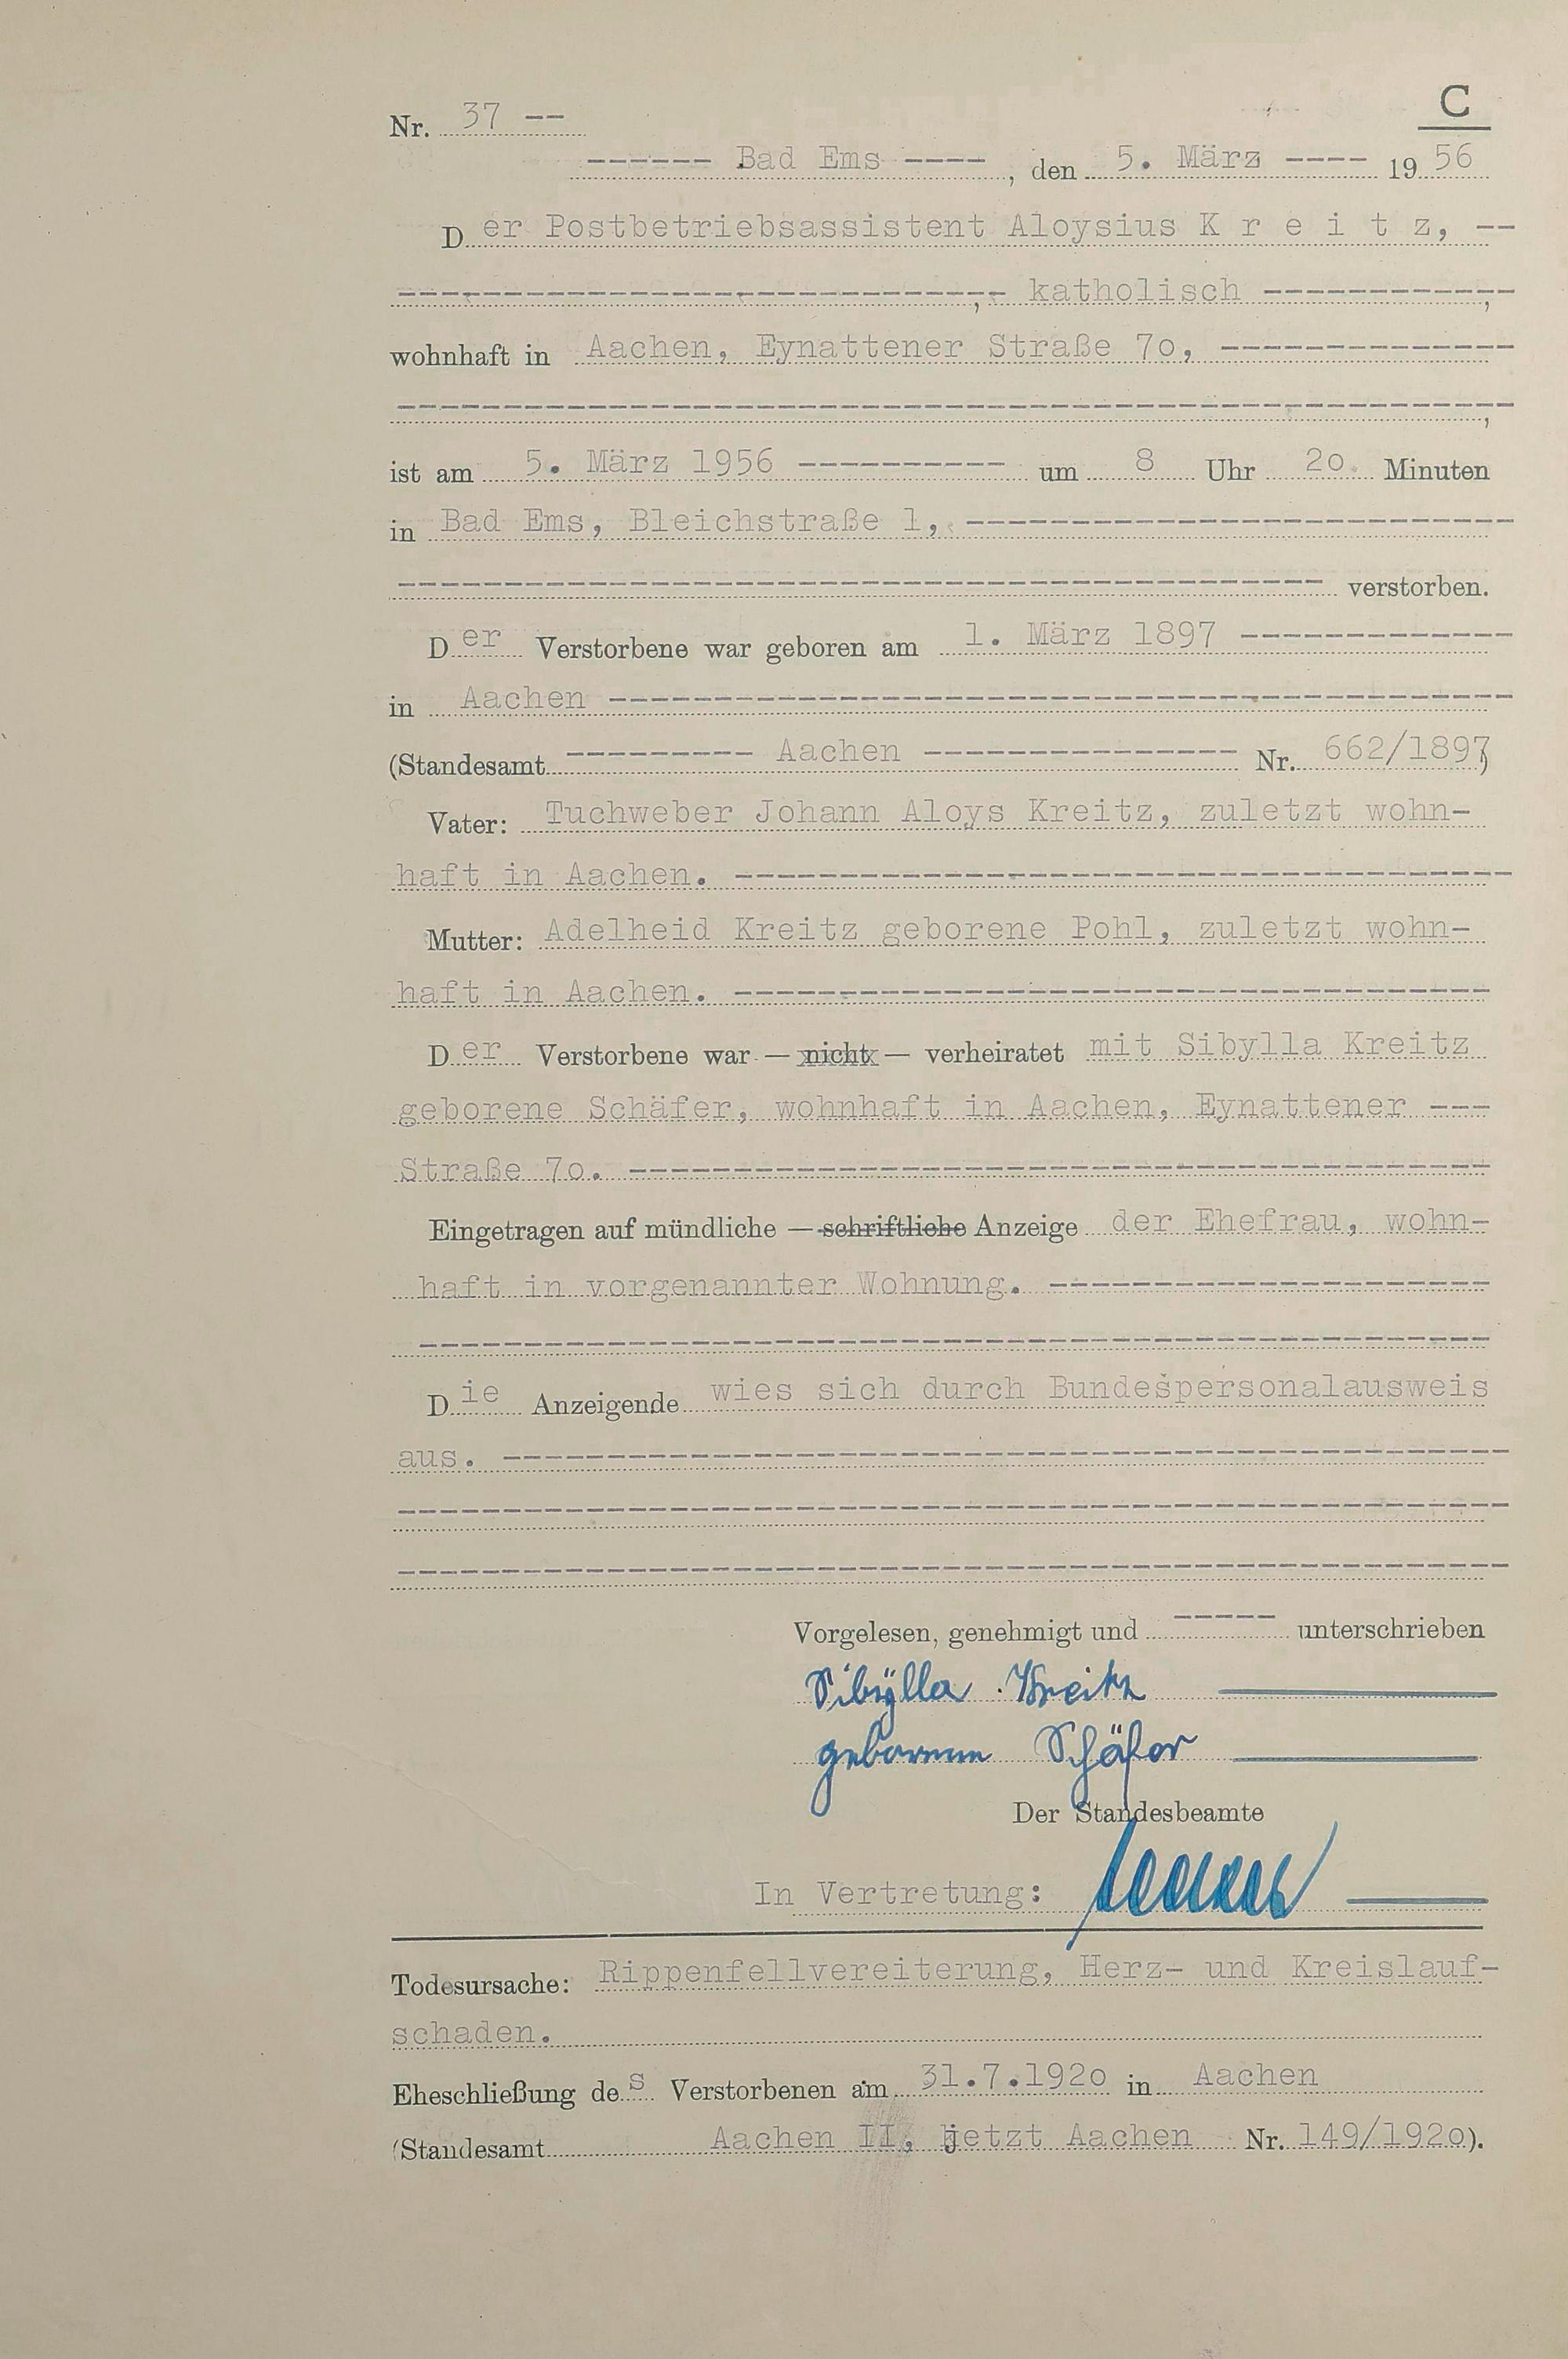 C
Nr. 37 --
------ Bad Ems ----, den 5. März ---- 1956
Der Postbetriebsassistent Aloysius K r e i t z, --
-----------------------------, katholisch ------------,
wohnhaft in Aachen, Eynattener Straße 7o, --------------
-----------------------------------------------------,
ist am 5. März 1956 ---------- um 8 Uhr 2o Minuten
in Bad Ems, Bleichstraße 1, --------------------------
-------------------------------------------- verstorben.
Der Verstorbene war geboren am 1. März 1897 -------------
in Aachen -------------------------------------------
(Standesamt --------- Aachen --------------- Nr. 662/1897)
Vater: Tuchweber Johann Aloys Kreitz, zuletzt wohn-
haft in Aachen. -------------------------------------
Mutter: Adelheid Kreitz geborene Pohl, zuletzt wohn-
haft in Aachen. ------------------------------------
Der Verstorbene war — nicht — verheiratet mit Sibylla Kreitz
geborene Schäfer, wohnhaft in Aachen, Eynattener ---
Straße 7o. -----------------------------------------
Eingetragen auf mündliche — schriftliche Anzeige der Ehefrau, wohn-
haft in vorgenannter Wohnung. ---------------------
---------------------------------------------------
Die Anzeigende wies sich durch Bundespersonalausweis
aus. ------------------------------------------------
-----------------------------------------------------
-----------------------------------------------------
Vorgelesen, genehmigt und ----- unterschrieben
Sibÿlla Kreitz
geborene Schäfer
Der Standesbeamte
In Vertretung:
Todesursache: Rippenfellvereiterung, Herz- und Kreislauf-
schaden.
Eheschließung des Verstorbenen am 31.7.192o in Aachen
(Standesamt Aachen II, jetzt Aachen Nr. 149/192o).